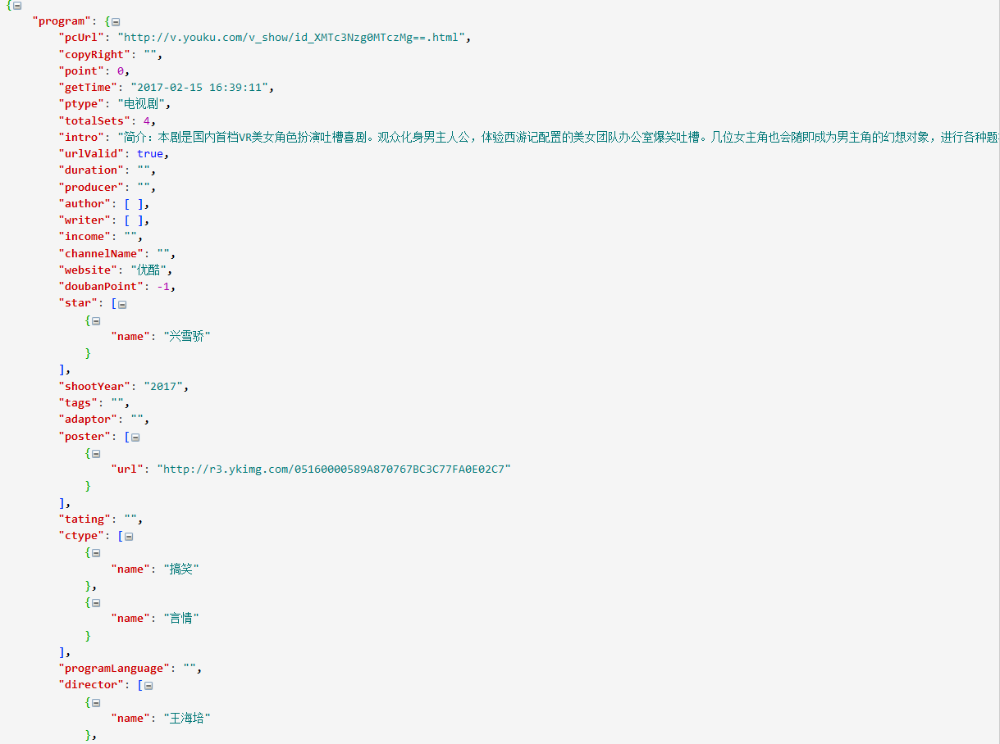 {
"program": {
"pcUrl": "http://v.youku.com/v_show/id_XMTc3Nzg0MTczMg==.html",
"copyRight": "",
"point": 0,
"getTime": "2017-02-15 16:39:11",
"ptype": "电视剧",
"totalSets": 4,
"intro": "简介：本剧是国内首档VR美女角色扮演吐槽喜剧。观众化身男主人公，体验西游记配置的美女团队办公室爆笑吐槽。几位女主角也会随即成为男主角的幻想对象，进行各种题
"urlValid": true,
"duration": "",
"producer": "",
"author": [ ],
"writer": [ ],
"income": "",
"channelName": "",
"website": "优酷",
"doubanPoint": -1,
"star": [
{
"name": "兴雪骄"
}
],
"shootYear": "2017",
"tags": "",
"adaptor": "",
"poster": [
{
"url": "http://r3.ykimg.com/05160000589A870767BC3C77FA0E02C7"
}
],
"tating": "",
"ctype": [
{
"name": "搞笑"
},
{
"name": "言情"
}
],
"programLanguage": "",
"director": [
{
"name": "王海培"
},